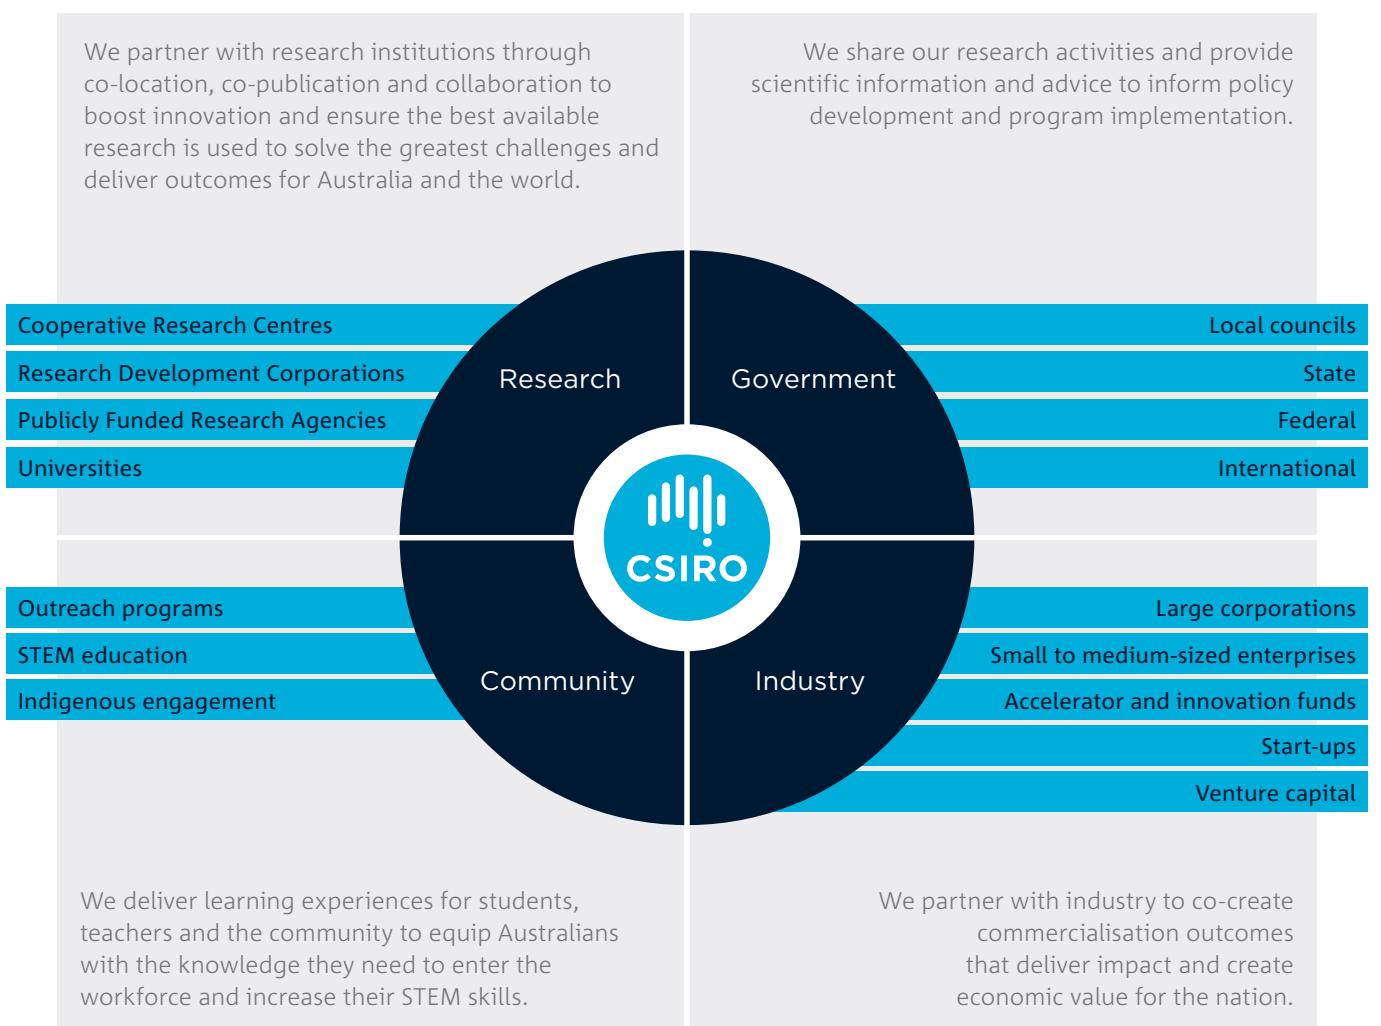 We partner with research institutions through
co-location, co-publication and collaboration to
boost innovation and ensure the best available
research is used to solve the greatest challenges and
deliver outcomes for Australia and the world.
We share our research activities and provide
scientific information and advice to inform policy
development and program implementation.
Cooperative Research Centres
Research Development Corporations
Publicly Funded Research Agencies
Universities
Research
Government
Local councils
State
Federal
International
CSIRO
Outreach programs
STEM education
Indigenous engagement
Community
Industry
Large corporations
Small to medium-sized enterprises
Accelerator and innovation funds
Start-ups
Venture capital
We deliver learning experiences for students,
teachers and the community to equip Australians
with the knowledge they need to enter the
workforce and increase their STEM skills.
We partner with industry to co-create
commercialisation outcomes
that deliver impact and create
economic value for the nation.